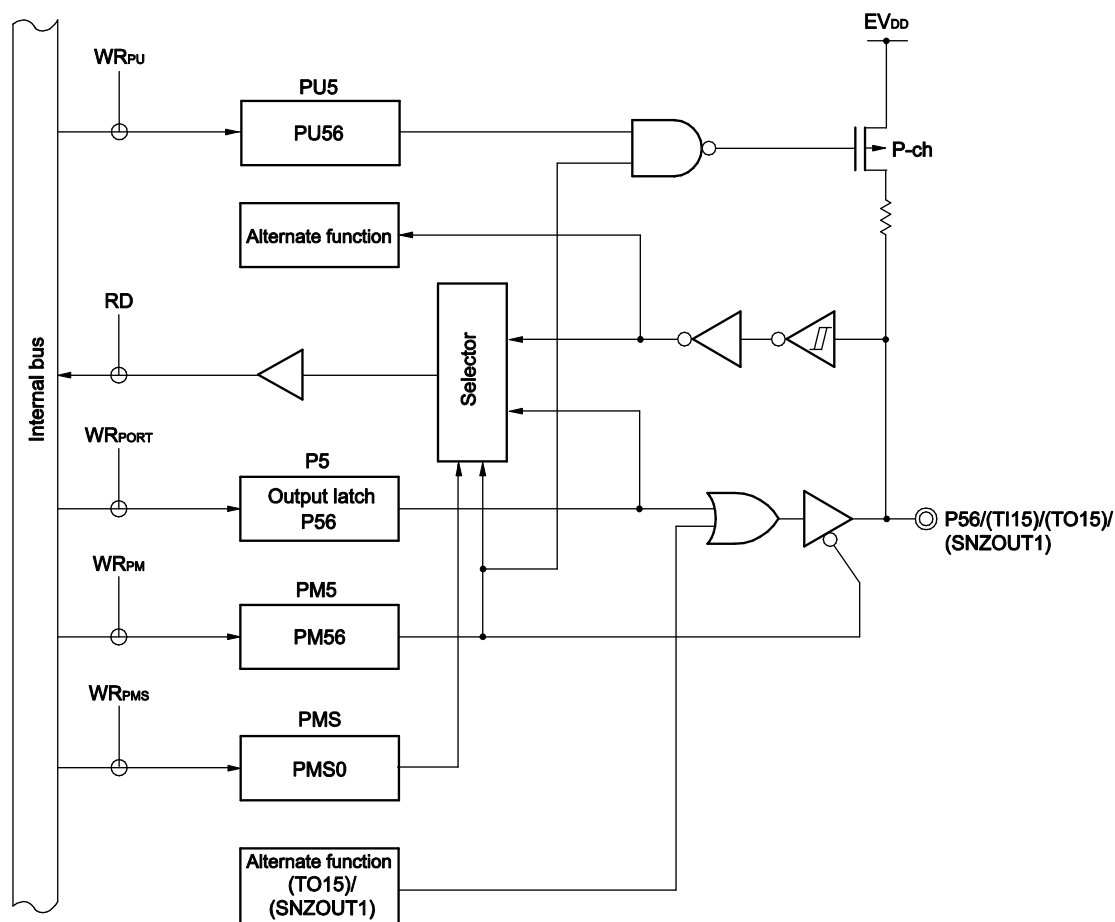 EVDD
WRPU
PU5
PU56
P-ch
Alternate function
RD
Selector
Internal bus
WRPORT
P5
Output latch
P56
P56/(TI15)/(TO15)/
(SNZOUT1)
WRPM
PM5
PM56
WRPMS
PMS
PMS0
Alternate function
(TO15)/
(SNZOUT1)